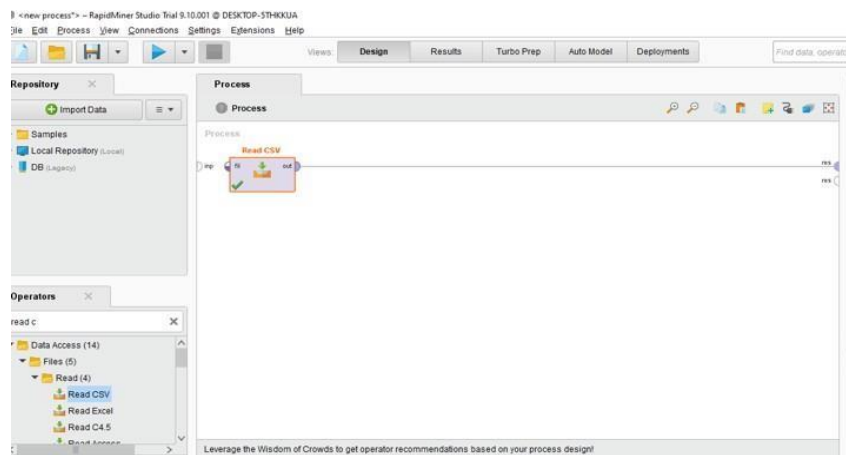 <new process*> – RapidMiner Studio Trial 9.10.001 @ DESKTOP-5THKKUA
File Edit Process View Connections Settings Extensions Help
Views: Design Results Turbo Prep Auto Model Deployments Find data, operato
Repository
Process
Import Data
Process
Samples
Process
Local Repository (Local)
Read CSV
DB (Legacy)
inp fil out res
res
Operators
read c
Data Access (14)
Files (5)
Read (4)
Read CSV
Read Excel
Read C4.5
Read Access
Leverage the Wisdom of Crowds to get operator recommendations based on your process design!